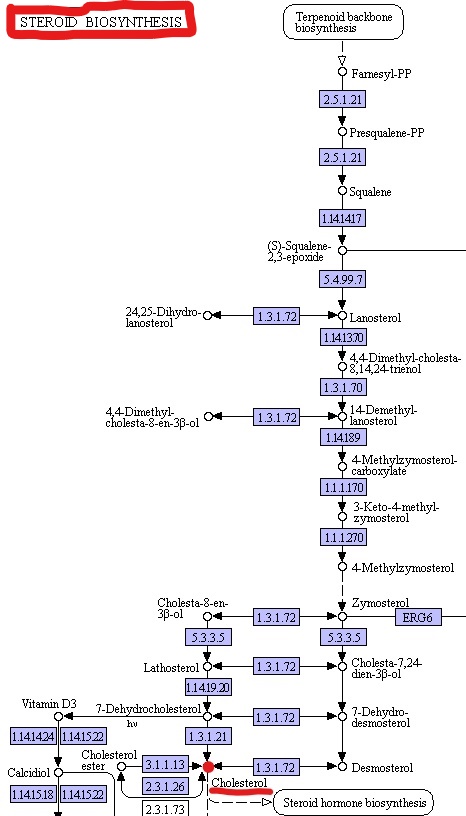 STEROID BIOSYNTHESIS
Terpenoid backbone
biosynthesis
Farnesyl-PP
2.5.1.21
Presqualene-PP
2.5.1.21
Squalene
1.14.14.17
(S)-Squalene-
2,3-epoxide
5.4.99.7
24,25-Dihydro-
lanosterol
1.3.1.72
Lanosterol
1.14.13.70
4,4-Dimethyl-cholesta-
8,14,24-trienol
1.3.1.70
4,4-Dimethyl-
cholesta-8-en-3β-ol
1.3.1.72
14-Demethyl-
lanosterol
1.14.18.9
4-Methylzymosterol-
carboxylate
1.1.1.170
3-Keto-4-methyl-
zymosterol
1.1.1.270
4-Methylzymosterol
Cholesta-8-en-
3β-ol
1.3.1.72
Zymosterol
ERG6
5.3.3.5
5.3.3.5
Lathosterol
1.3.1.72
Cholesta-7,24-
dien-3β-ol
1.14.19.20
Vitamin D3
7-Dehydrocholesterol
hν
1.3.1.72
7-Dehydro-
desmosterol
1.14.14.24
1.14.15.22
1.3.1.21
Calcidiol
Cholesterol
ester
3.1.1.13
1.3.1.72
Desmosterol
2.3.1.26
Cholesterol
1.14.15.18
1.14.15.22
2.3.1.73
Steroid hormone biosynthesis